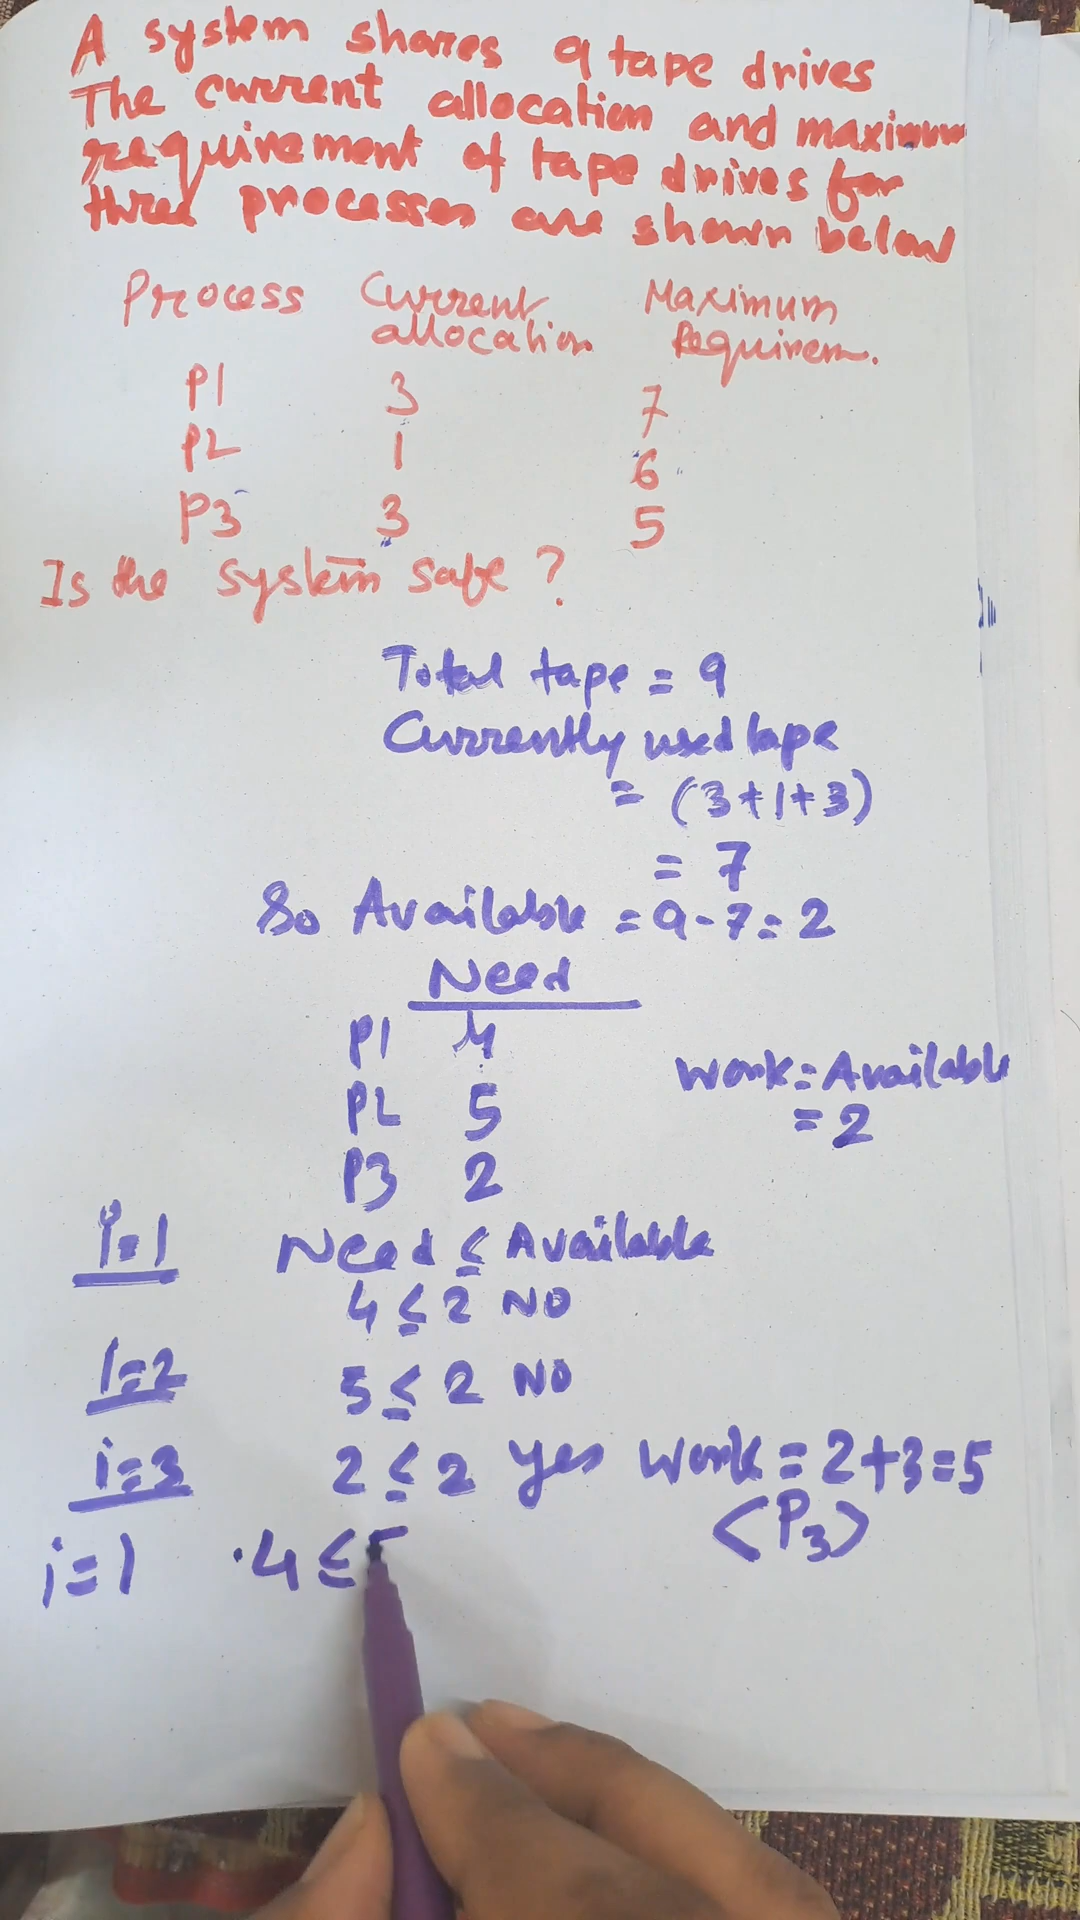 A system shares 9 tape drives
The current allocation and maximum
requirement of tape drives for
three processes are shown below
Process Current allocation Maximum Requirem.
P1 3 7
P2 1 6
P3 3 5
Is the system safe ?
Total tape = 9
Currently used tape
= (3+1+3)
= 7
So Available = 9-7=2
Need
P1 4
P2 5
P3 2
Work=Available
=2
i=1 Need ≤ Available
4 ≤ 2 NO
i=2 5 ≤ 2 NO
i=3 2 ≤ 2 Yes Work = 2+3=5
<P3>
i=1 4 ≤ 5